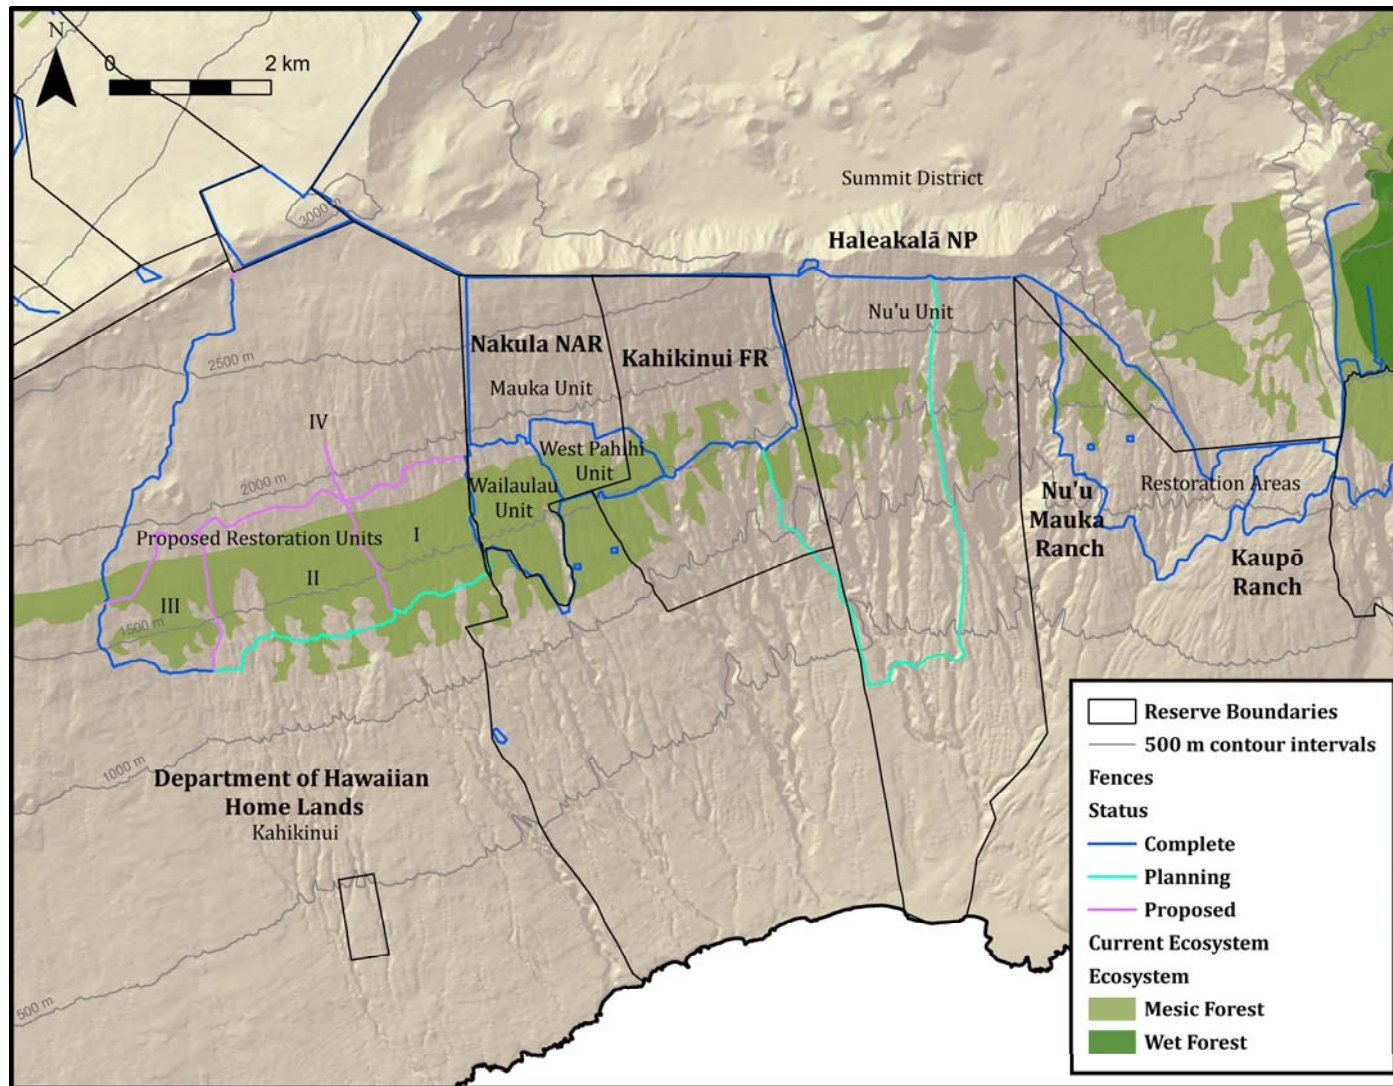 N
0 2 km
Summit District
3000 m
Haleakalā NP
Nu'u Unit
Nakula NAR
Kahikinui FR
2500 m
Mauka Unit
IV
West Pahihi
Unit
2000 m
Wailaulau
Unit
Restoration Areas
Nu'u
Mauka
Ranch
Proposed Restoration Units
I
II
III
1500 m
Kaupō
Ranch
1000 m
Department of Hawaiian
Home Lands
Kahikinui
500 m
Reserve Boundaries
500 m contour intervals
Fences
Status
Complete
Planning
Proposed
Current Ecosystem
Ecosystem
Mesic Forest
Wet Forest